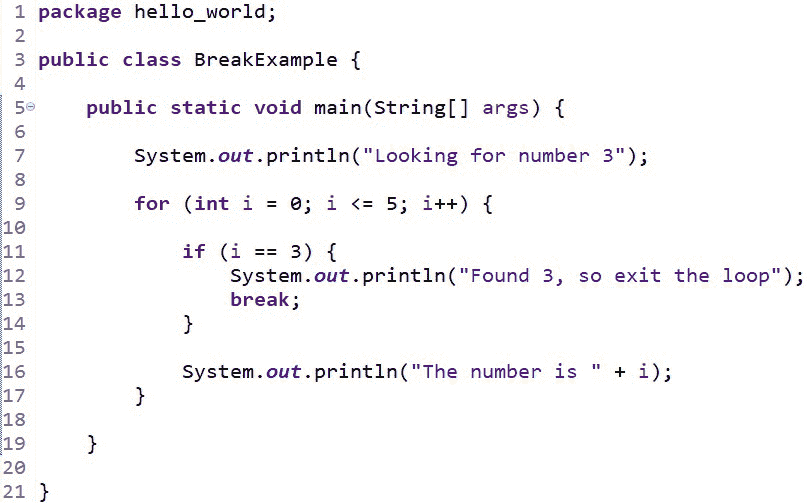 1 package hello_world;
2
3 public class BreakExample {
4
5 public static void main(String[] args) {
6
7 System.out.println("Looking for number 3");
8
9 for (int i = 0; i <= 5; i++) {
10
11 if (i == 3) {
12 System.out.println("Found 3, so exit the loop");
13 break;
14 }
15
16 System.out.println("The number is " + i);
17 }
18
19 }
20
21 }